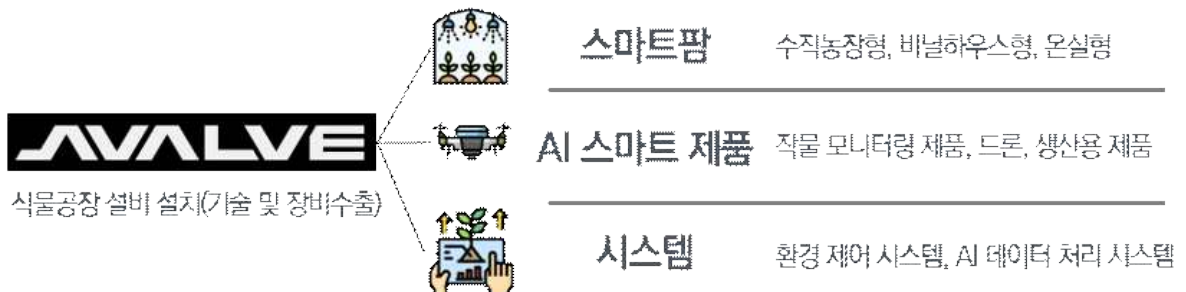 스마트팜
수직농장형, 비닐하우스형, 온실형
AVALVE
식물공장 설비 설치(기술 및 장비수출)
AI 스마트 제품
작물 모니터링 제품, 드론, 생산용 제품
시스템
환경 제어 시스템, AI 데이터 처리 시스템